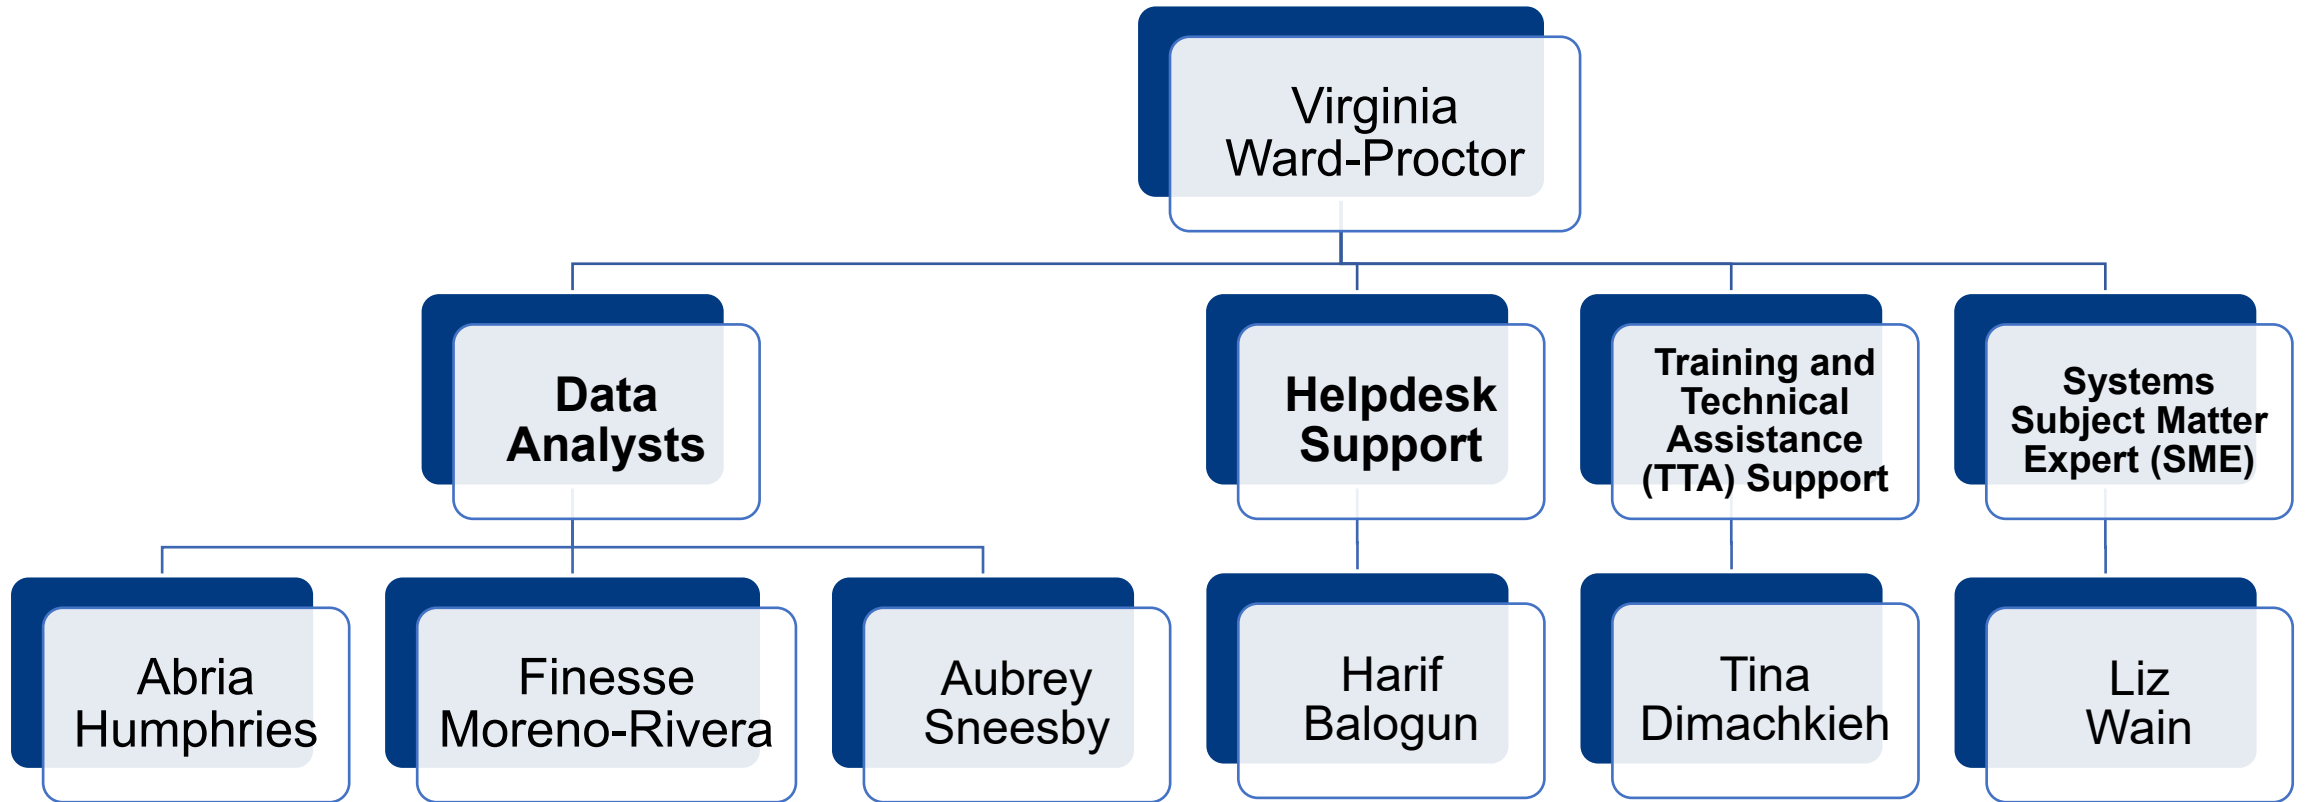 Virginia
Ward-Proctor
Data
Analysts
Helpdesk
Support
Training and
Technical
Assistance
(TTA) Support
Systems
Subject Matter
Expert (SME)
Abria
Humphries
Finesse
Moreno-Rivera
Aubrey
Sneesby
Harif
Balogun
Tina
Dimachkieh
Liz
Wain